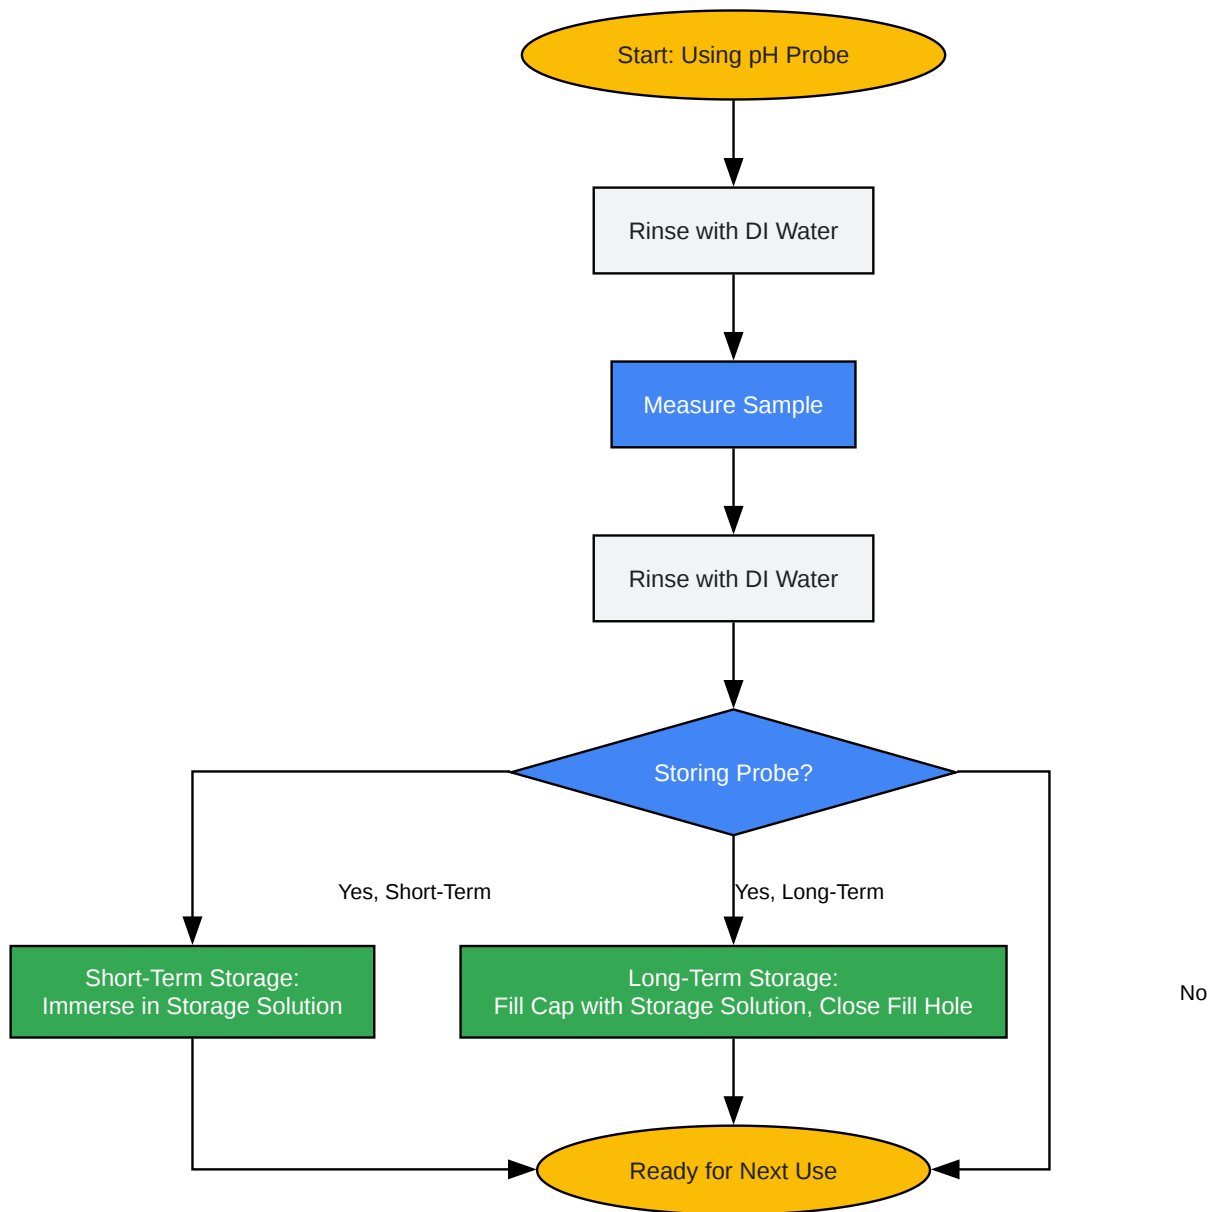 Start: Using pH Probe
Rinse with DI Water
Measure Sample
Rinse with DI Water
Storing Probe?
Yes, Short-Term
Yes, Long-Term
Short-Term Storage:
Immerse in Storage Solution
Long-Term Storage:
Fill Cap with Storage Solution, Close Fill Hole
No
Ready for Next Use